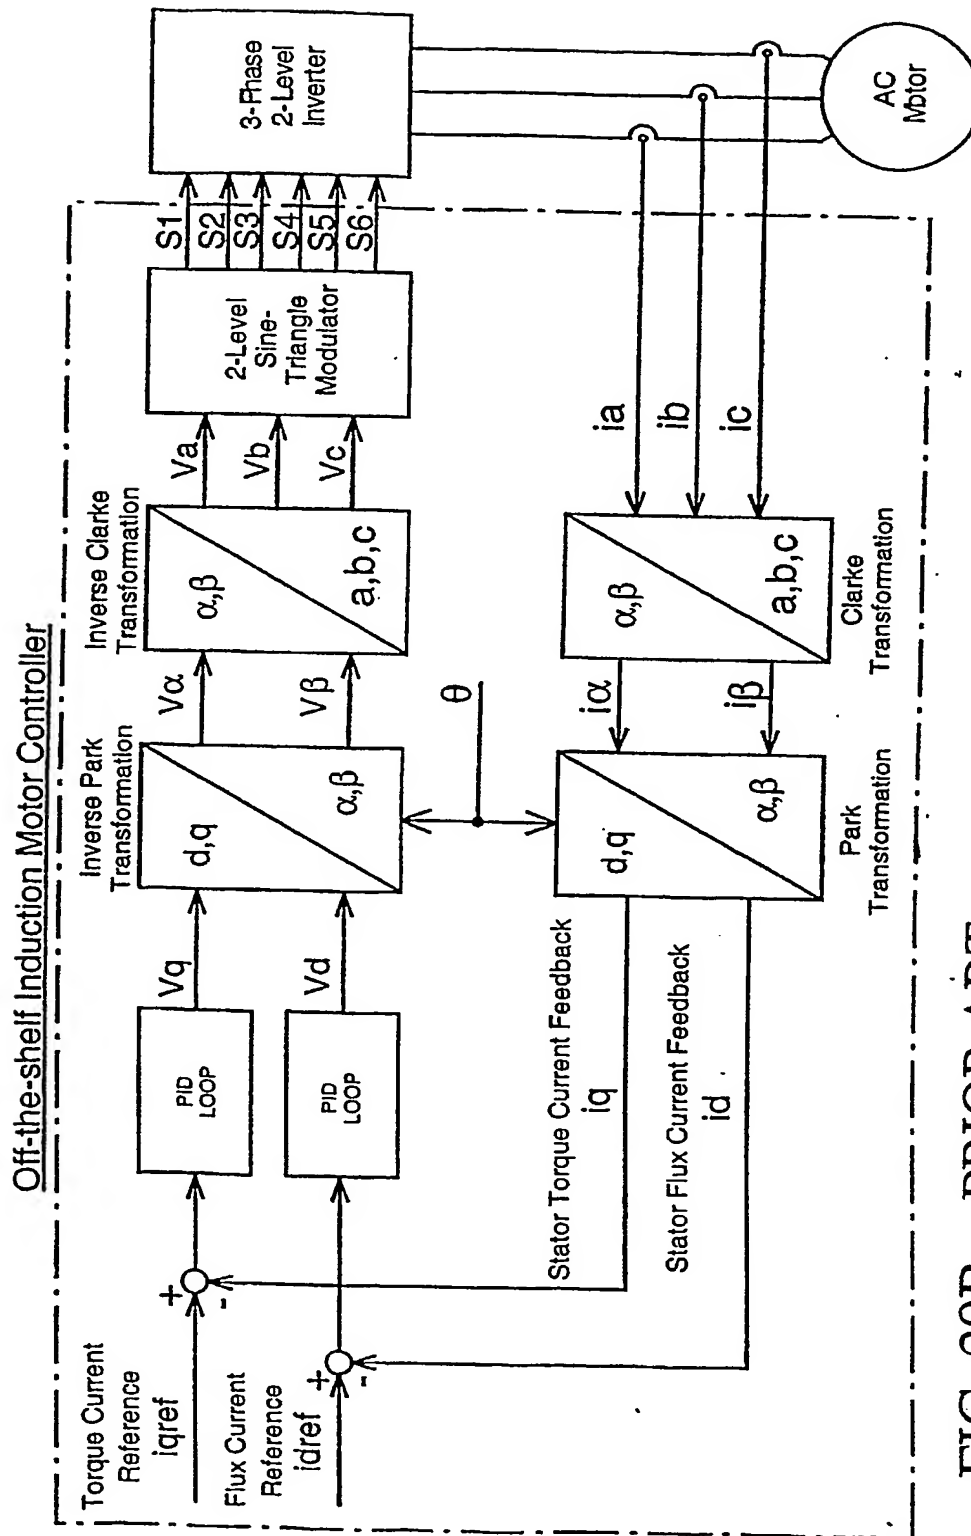 Off-the-shelf Induction Motor Controller
Torque Current
Reference
iqref
+
-
Flux Current
Reference
idref
+
-
PID
LOOP
PID
LOOP
Vq
Vd
Inverse Park
Transformation
d,q
α,β
Vα
Vβ
Inverse Clarke
Transformation
α,β
a,b,c
Va
Vb
Vc
2-Level
Sine-
Triangle
Modulator
S1
S2
S3
S4
S5
S6
3-Phase
2-Level
Inverter
θ
Stator Torque Current Feedback
iq
Stator Flux Current Feedback
id
d,q
α,β
Park
Transformation
iα
iβ
α,β
a,b,c
Clarke
Transformation
ia
ib
ic
AC
Motor
PRIOR ART